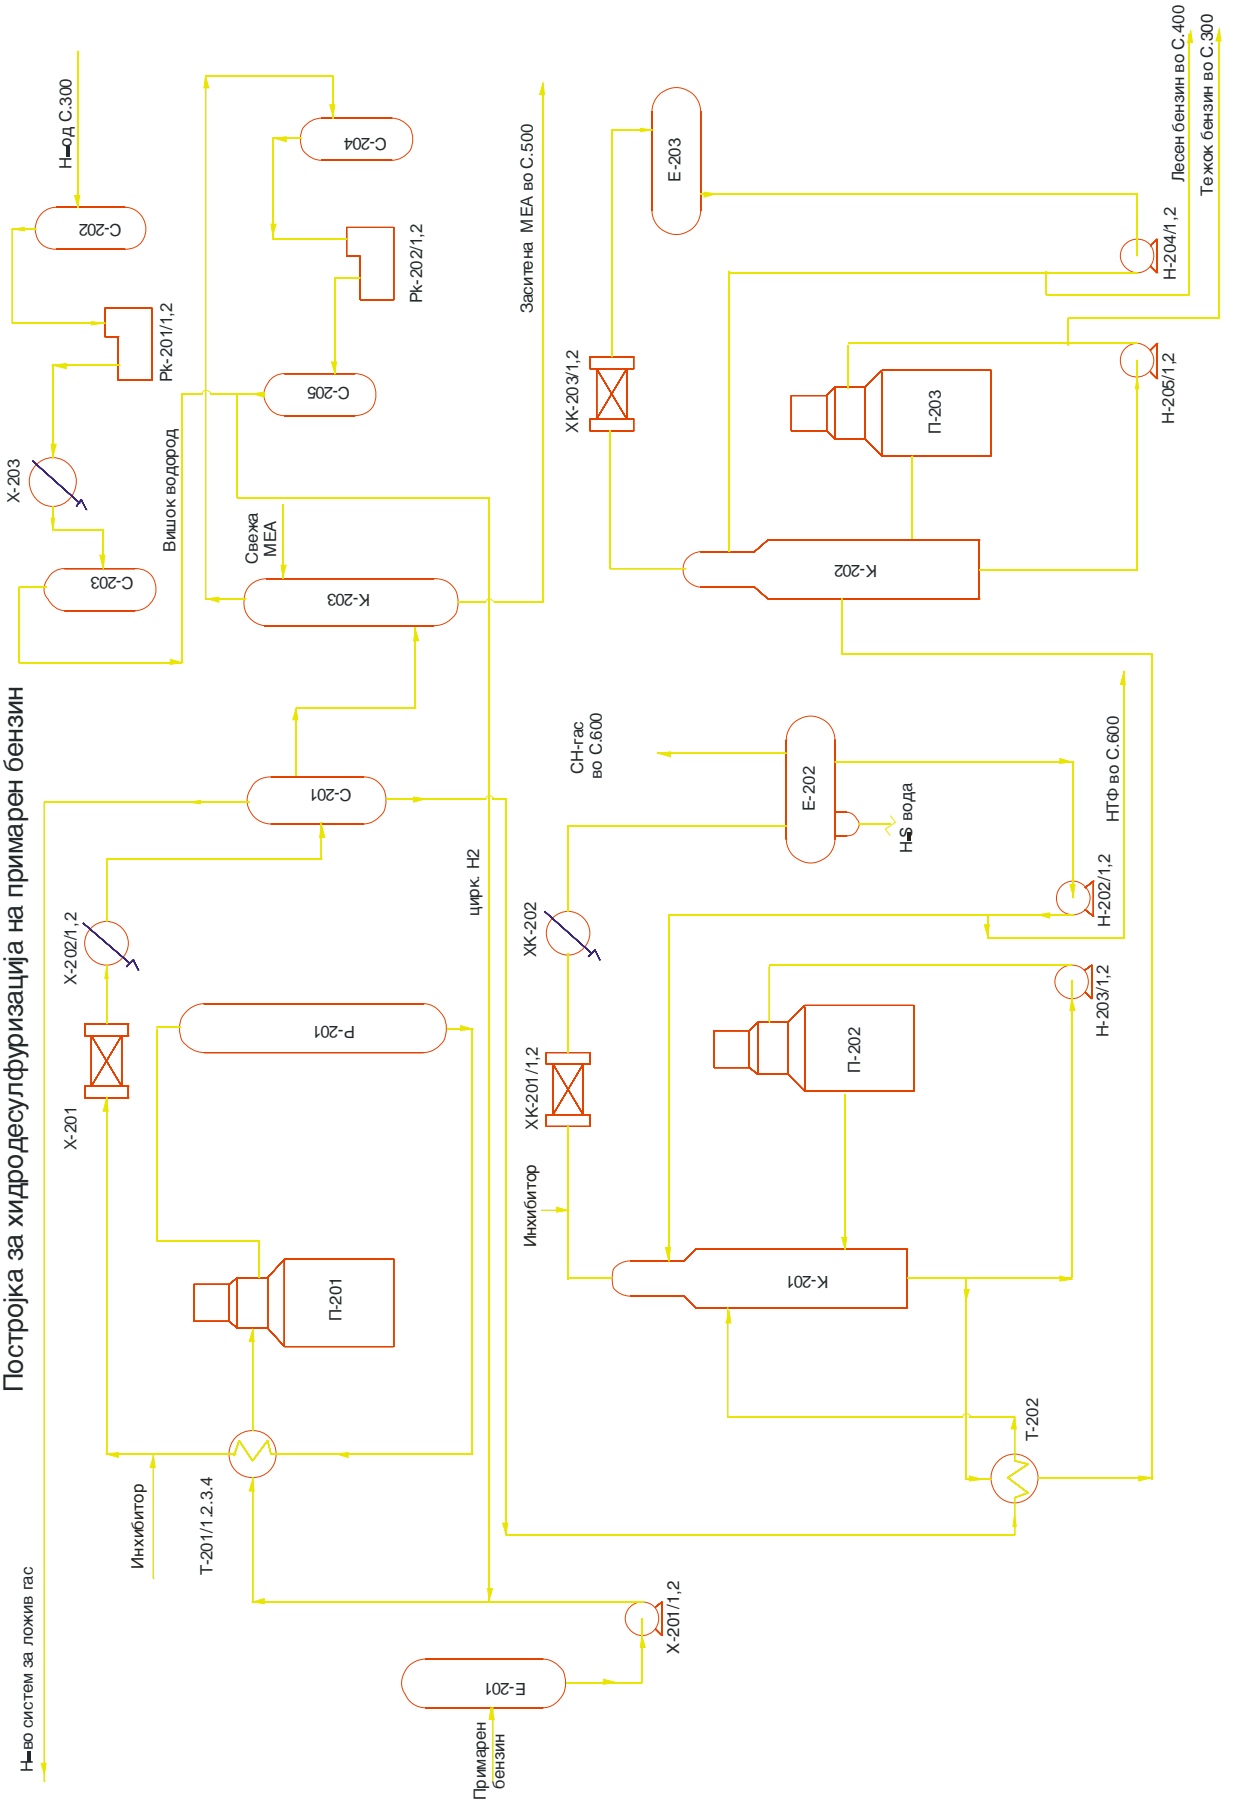 Постројка за хидродесулфуризација на примарен бензин
Н од С.300
С-202
Рк-201/1,2
Х-203
С-203
Вишок водород
С-204
Рк-202/1,2
С-205
Свежа
МЕА
К-203
Заситена МЕА во С.500
С-201
Х-202/1,2
Х-201
Р-201
П-201
Инхибитор
Т-201/1.2.3.4
Н во систем за ложив гас
цирк. Н2
Е-201
Примарен
бензин
Х-201/1,2
Лесен бензин во С.400
Тежок бензин во С.300
Е-203
Н-204/1,2
ХК-203/1,2
П-203
Н-205/1,2
К-202
СН-гас
во С.600
Е-202
Н S вода
НТФ во С.600
Н-202/1,2
ХК-202
ХК-201/1,2
П-202
Н-203/1,2
Инхибитор
К-201
Т-202